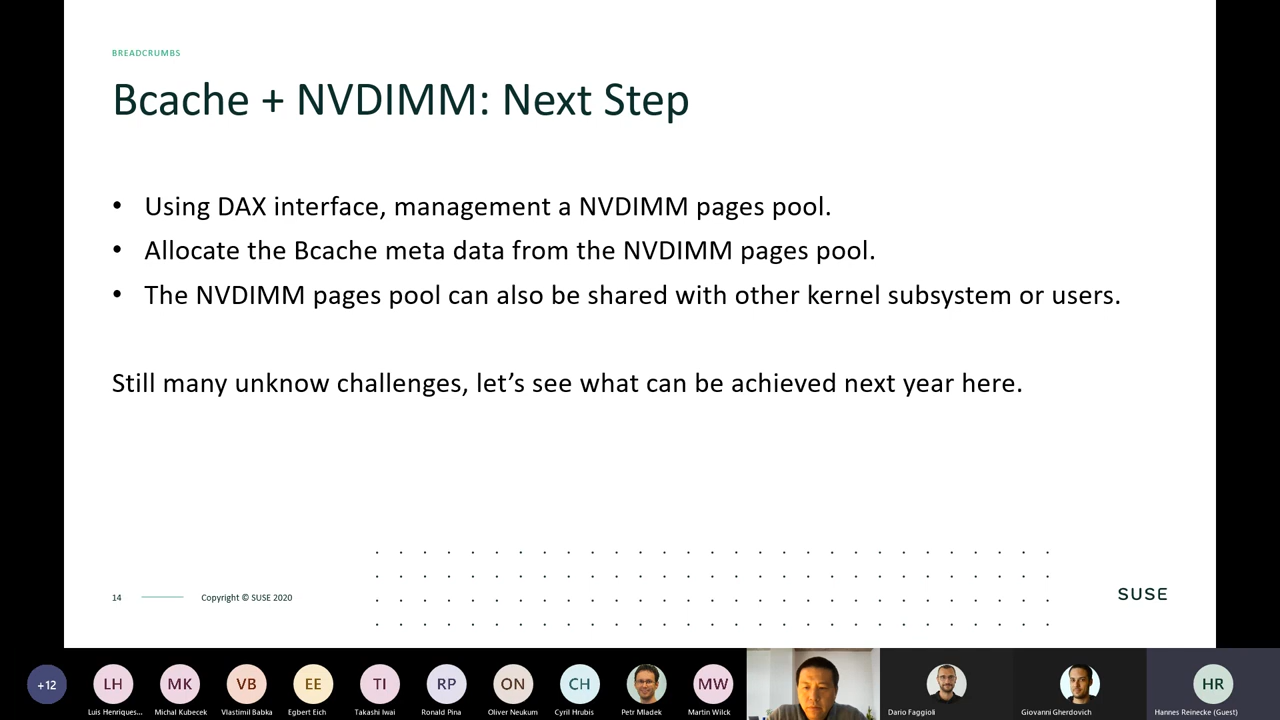 BREADCRUMBS
Bcache + NVDIMM: Next Step
• Using DAX interface, management a NVDIMM pages pool.
• Allocate the Bcache meta data from the NVDIMM pages pool.
• The NVDIMM pages pool can also be shared with other kernel subsystem or users.
Still many unknow challenges, let’s see what can be achieved next year here.
14
Copyright © SUSE 2020
SUSE
+12
LH
MK
VB
EE
TI
RP
ON
CH
MW
HR
Luis Henriques...
Michal Kubecek
Vlastimil Babka
Egbert Eich
Takashi Iwai
Ronald Pina
Oliver Neukum
Cyril Hrubis
Petr Mladek
Martin Wilck
Dario Faggioli
Giovanni Gherdovich
Hannes Reinecke (Guest)